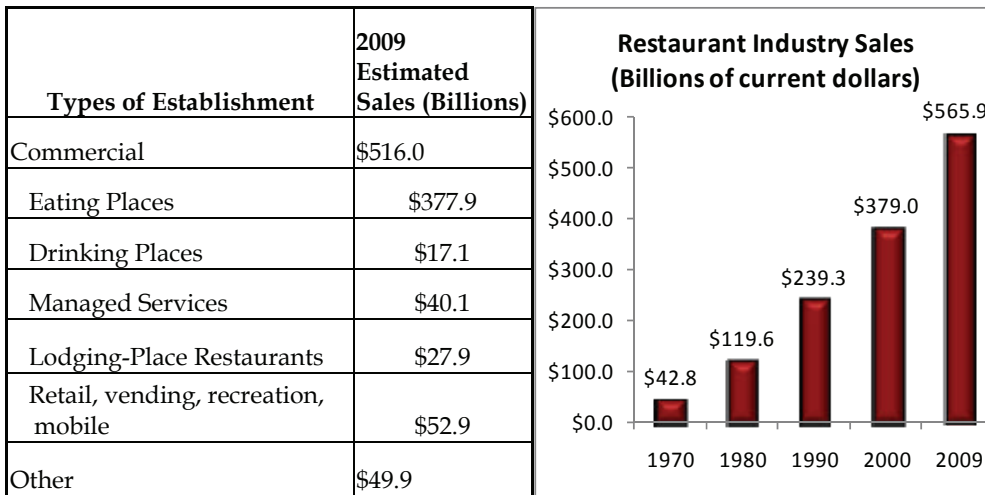 Types of Establishment
2009
Estimated
Sales (Billions)
Commercial
$516.0
Eating Places
$377.9
Drinking Places
$17.1
Managed Services
$40.1
Lodging-Place Restaurants
$27.9
Retail, vending, recreation,
mobile
$52.9
Other
$49.9
Restaurant Industry Sales
(Billions of current dollars)
$600.0
$500.0
$400.0
$300.0
$200.0
$100.0
$0.0
$42.8
$119.6
$239.3
$379.0
$565.9
1970 1980 1990 2000 2009